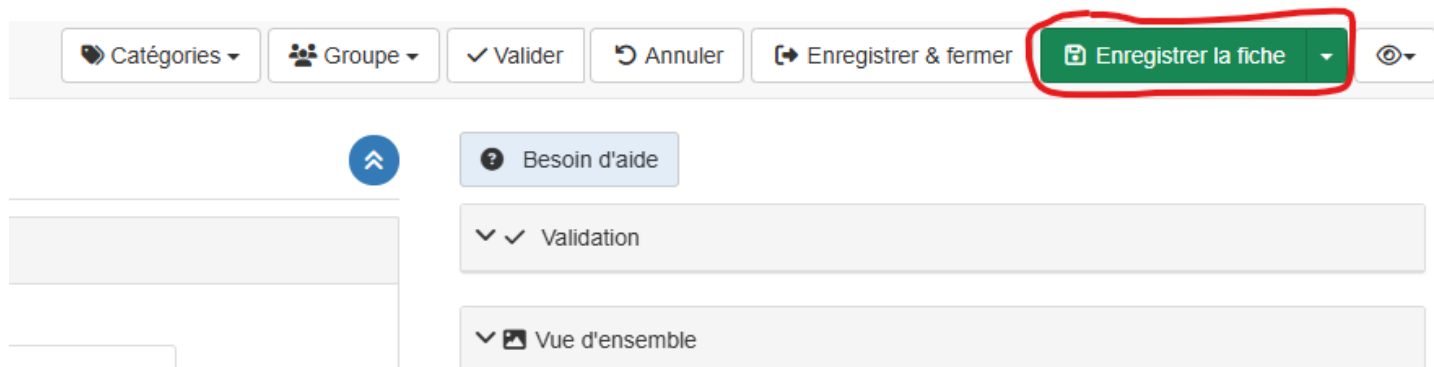 Catégories Groupe Valider Annuler Enregistrer & fermer Enregistrer la fiche
Besoin d'aide
Validation
Vue d'ensemble